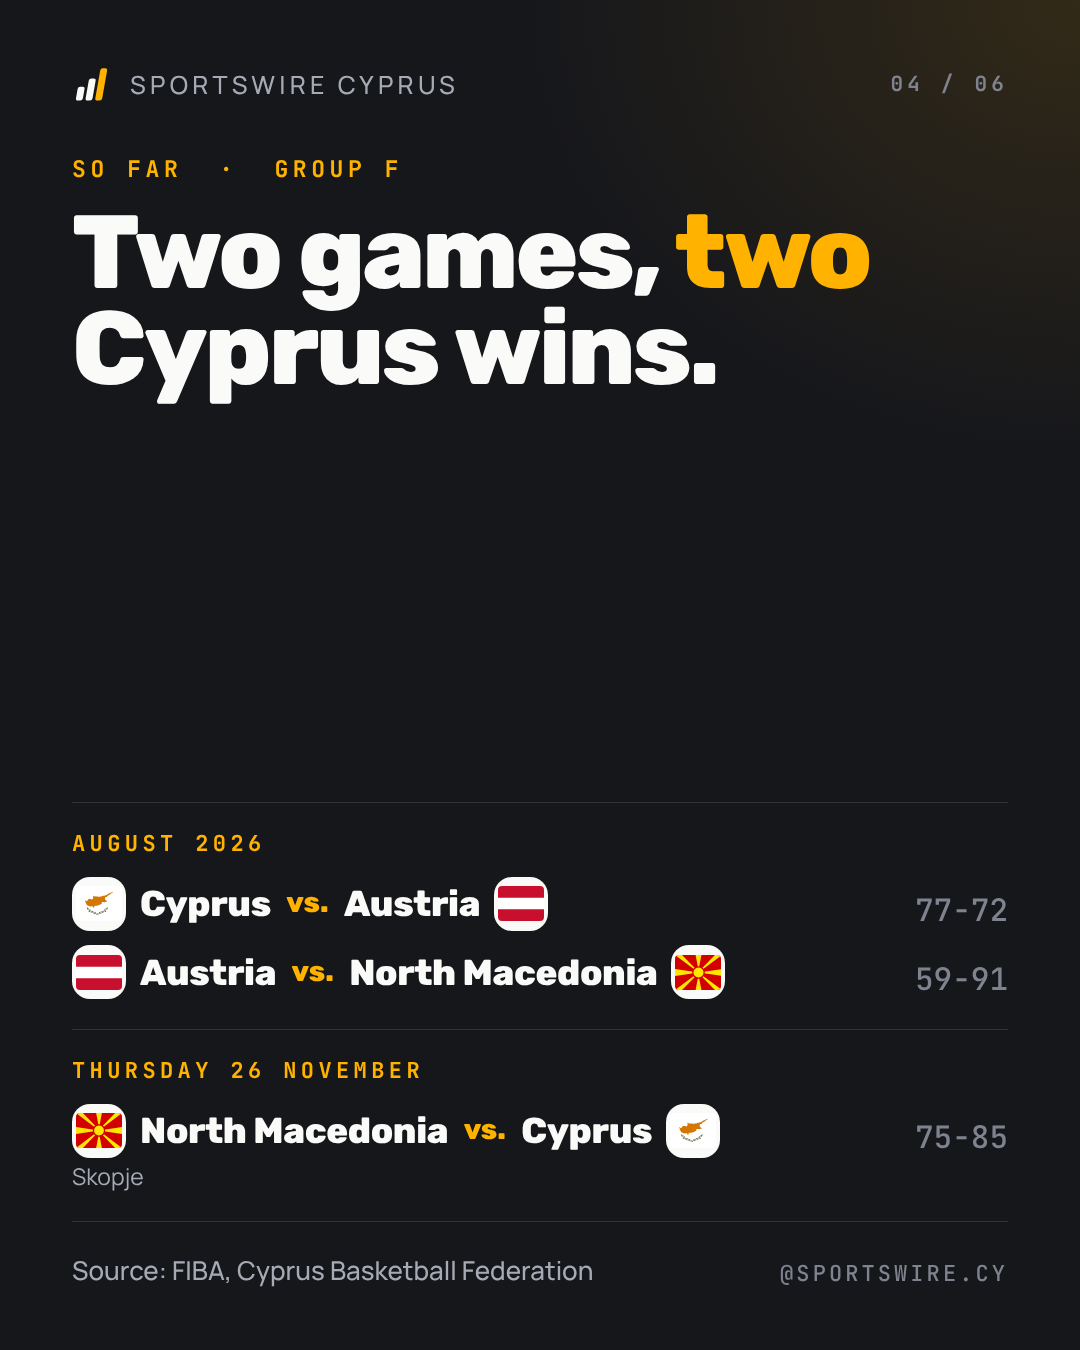 SPORTSWIRE CYPRUS
04 / 06
SO FAR · GROUP F
Two games, two
Cyprus wins.
AUGUST 2026
Cyprus vs. Austria 77-72
Austria vs. North Macedonia 59-91
THURSDAY 26 NOVEMBER
North Macedonia vs. Cyprus 75-85
Skopje
Source: FIBA, Cyprus Basketball Federation
@SPORTSWIRE.CY